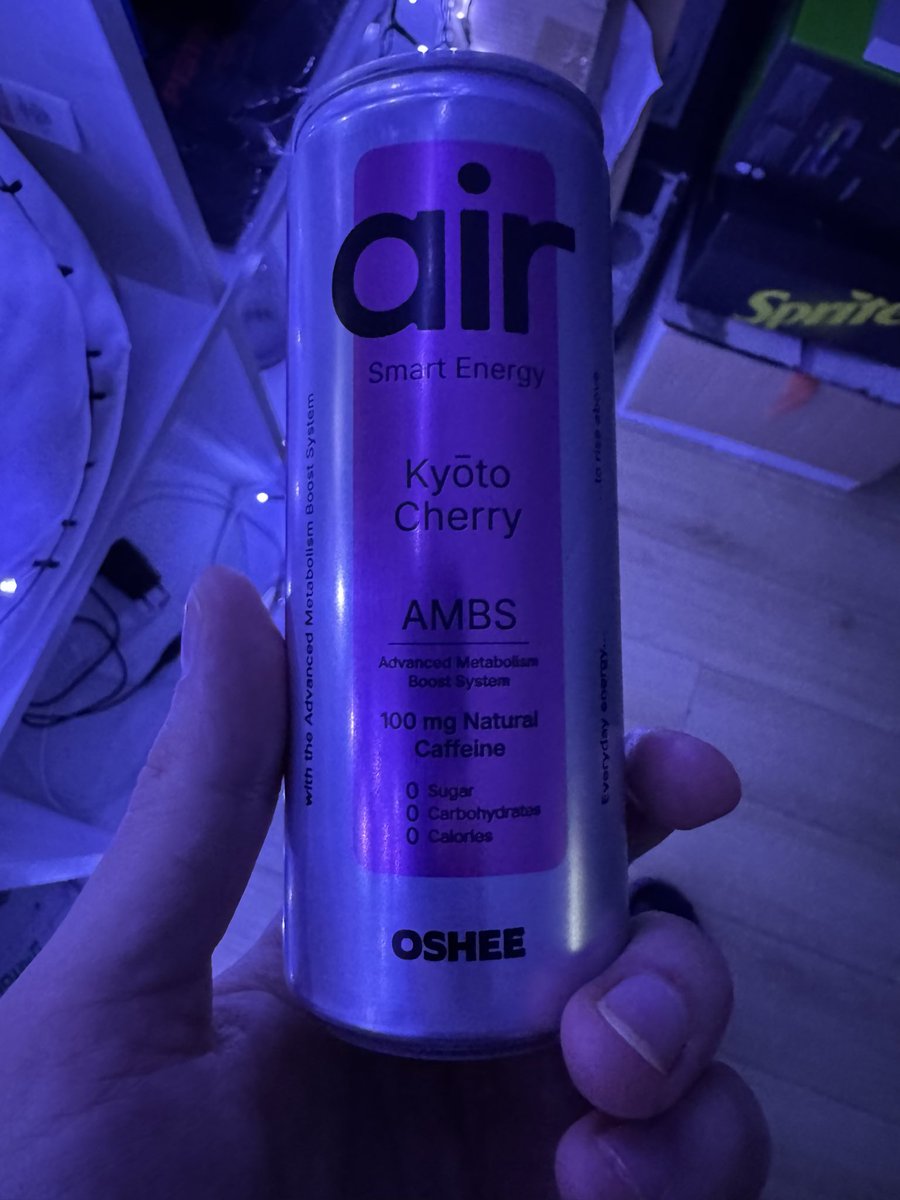 air
Smart Energy
Kyōto
Cherry
AMBS
Advanced Metabolism
Boost System
100 mg Natural
Caffeine
0 Sugar
0 Carbohydrates
0 Calories
OSHEE
with the Advanced Metabolism Boost System
Everyday energy...
...to rise above
Sprite